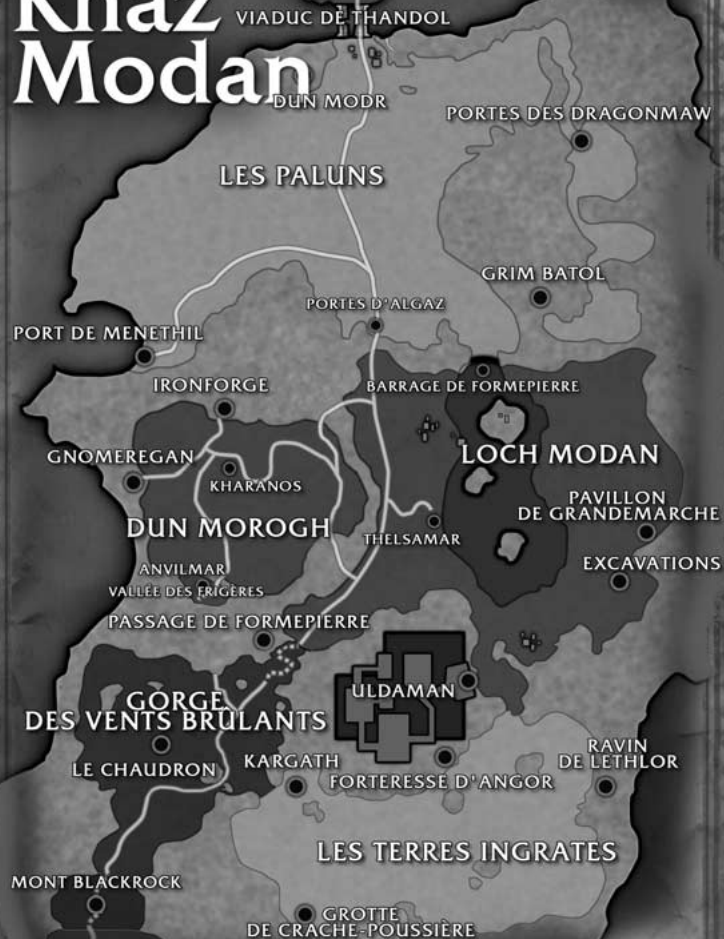 Khaz
Modan
VIADUC DE THANDOL
DUN MODR
PORTES DES DRAGONMAW
LES PALUNS
GRIM BATOL
PORTES D'ALGAZ
PORT DE MENETHIL
IRONFORGE
BARRAGE DE FORMEPIERRE
GNOMEREGAN
LOCH MODAN
KHARANOS
PAVILLON
DE GRANDEMARCHE
DUN MOROGH
THELSAMAR
ANVILMAR
EXCAVATIONS
VALLÉE DES FRIGÈRES
PASSAGE DE FORMEPIERRE
ULDAMAN
GORGE
DES VENTS BRÛLANTS
LE CHAUDRON
KARGATH
RAVIN
DE LETHLOR
FORTERESSE D'ANGOR
LES TERRES INGRATES
MONT BLACKROCK
GROTTE
DE CRACHE-POUSSIÈRE